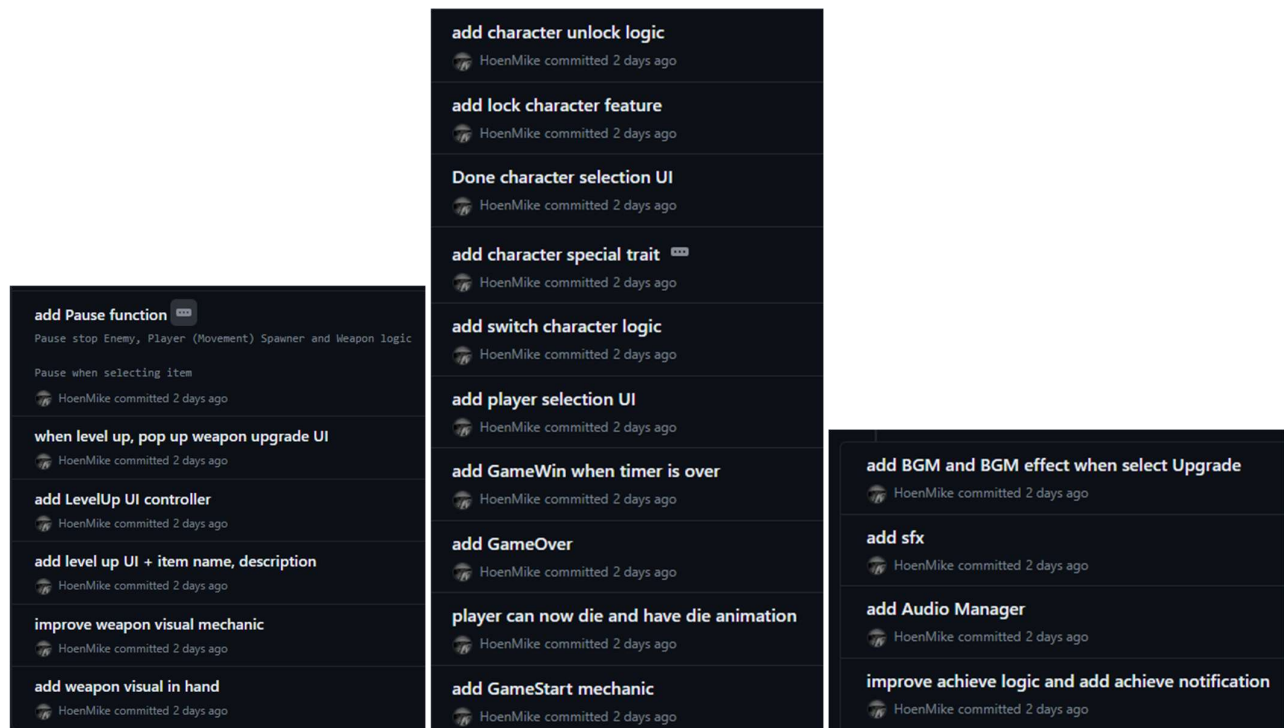 add Pause function
Pause stop Enemy, Player (Movement) Spawner and Weapon logic
Pause when selecting item
HoenMike committed 2 days ago
when level up, pop up weapon upgrade UI
HoenMike committed 2 days ago
add LevelUp UI controller
HoenMike committed 2 days ago
add level up UI + item name, description
HoenMike committed 2 days ago
improve weapon visual mechanic
HoenMike committed 2 days ago
add weapon visual in hand
HoenMike committed 2 days ago
add character unlock logic
HoenMike committed 2 days ago
add lock character feature
HoenMike committed 2 days ago
Done character selection UI
HoenMike committed 2 days ago
add character special trait
HoenMike committed 2 days ago
add switch character logic
HoenMike committed 2 days ago
add player selection UI
HoenMike committed 2 days ago
add GameWin when timer is over
HoenMike committed 2 days ago
add GameOver
HoenMike committed 2 days ago
player can now die and have die animation
HoenMike committed 2 days ago
add GameStart mechanic
HoenMike committed 2 days ago
add BGM and BGM effect when select Upgrade
HoenMike committed 2 days ago
add sfx
HoenMike committed 2 days ago
add Audio Manager
HoenMike committed 2 days ago
improve achieve logic and add achieve notification
HoenMike committed 2 days ago